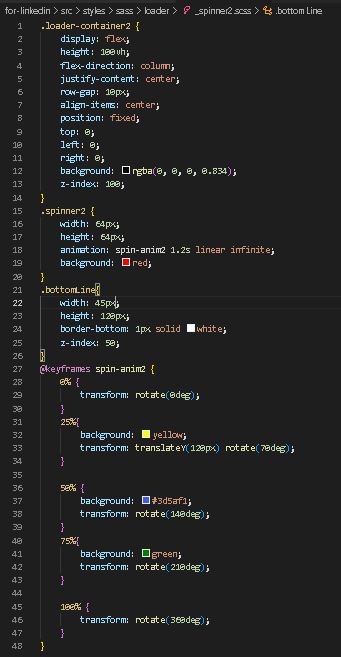 for-linkedin > src > styles > sass > loader > _spinner2.scss > .bottom Line
1 .loader-container2 {
2 display: flex;
3 height: 100vh;
4 flex-direction: column;
5 justify-content: center;
6 row-gap: 10px;
7 align-items: center;
8 position: fixed;
9 top: 0;
10 left: 0;
11 right: 0;
12 background: rgba(0, 0, 0, 0.834);
13 z-index: 100;
14 }
15 .spinner2 {
16 width: 64px;
17 height: 64px;
18 animation: spin-anim2 1.2s linear infinite;
19 background: red;
20 }
21 .bottomLine{
22 width: 45px;
23 height: 120px;
24 border-bottom: 1px solid white;
25 z-index: 50;
26 }
27 @keyframes spin-anim2 {
28 0% {
29 transform: rotate(0deg);
30 }
31 25%{
32 background: yellow;
33 transform: translateY(120px) rotate(70deg);
34 }
35
36 50% {
37 background: #3d5af1;
38 transform: rotate(140deg);
39 }
40 75%{
41 background: green;
42 transform: rotate(210deg);
43 }
44
45 100% {
46 transform: rotate(360deg);
47 }
48 }